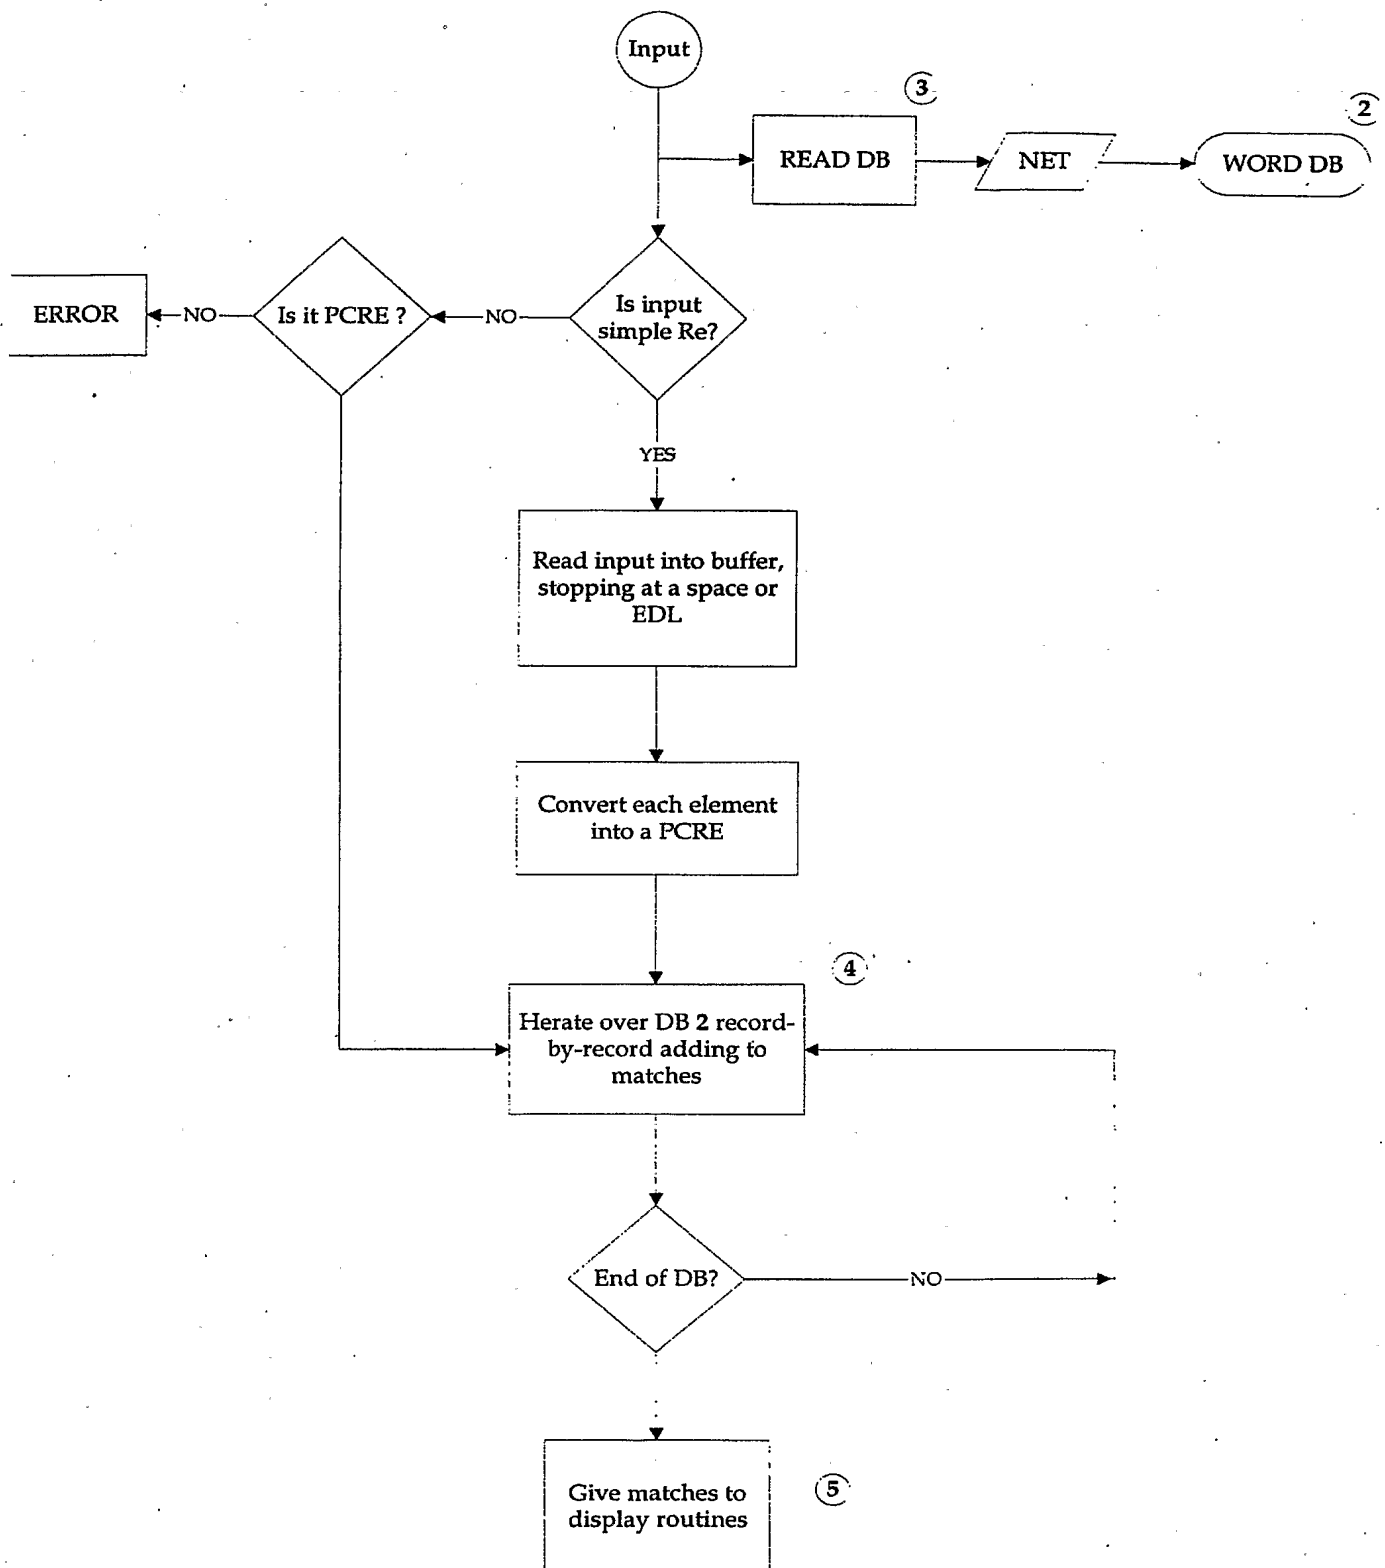 Input
3
2
READ DB
NET
WORD DB
ERROR
NO
Is it PCRE ?
NO
Is input
simple Re?
YES
Read input into buffer,
stopping at a space or
EDL
Convert each element
into a PCRE
4
Herate over DB 2 record-
by-record adding to
matches
End of DB?
NO
5
Give matches to
display routines